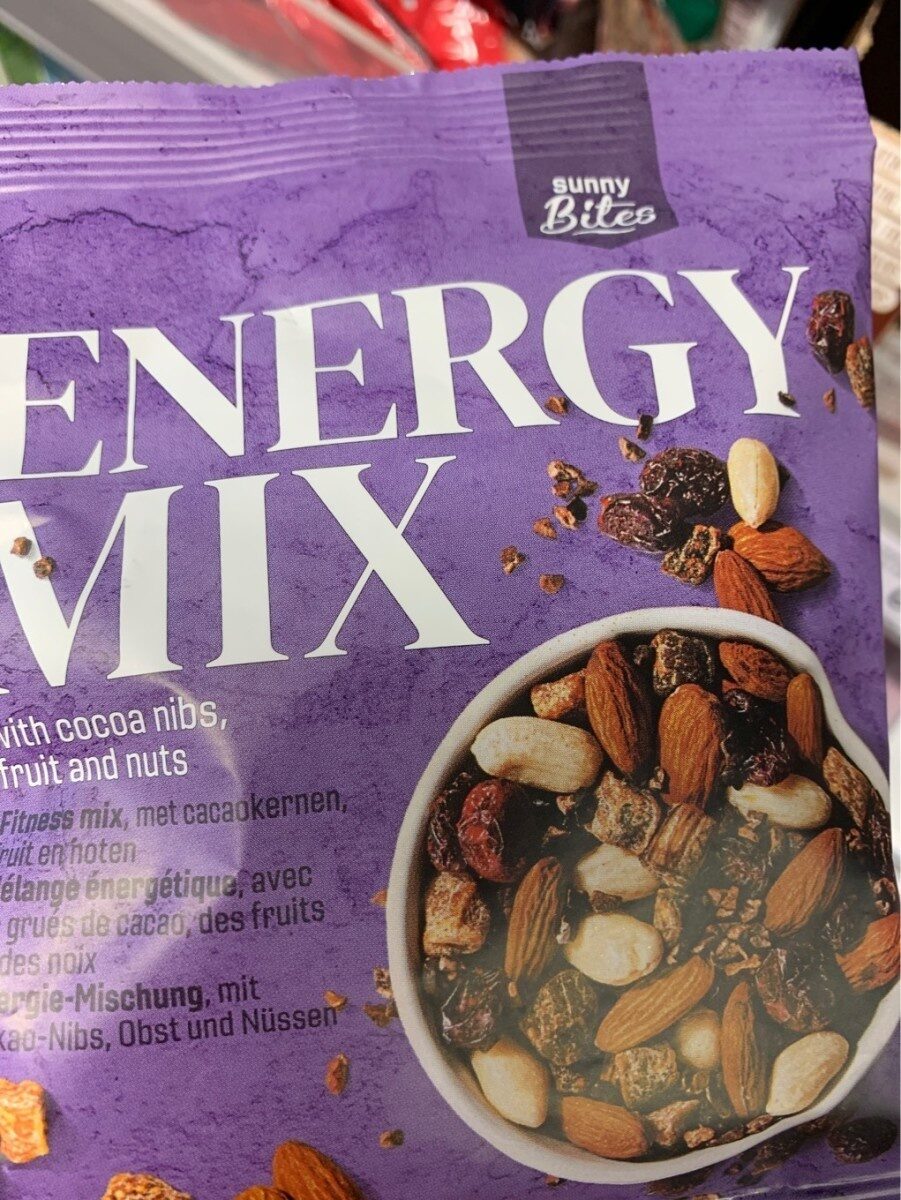 sunny
Bites
ENERGY
MIX
with cocoa nibs,
fruit and nuts
Fitness mix, met cacaokernen,
fruit en noten
élange énergétique, avec
grués de cacao, des fruits
des noix
ergie-Mischung, mit
kao-Nibs, Obst und Nüssen